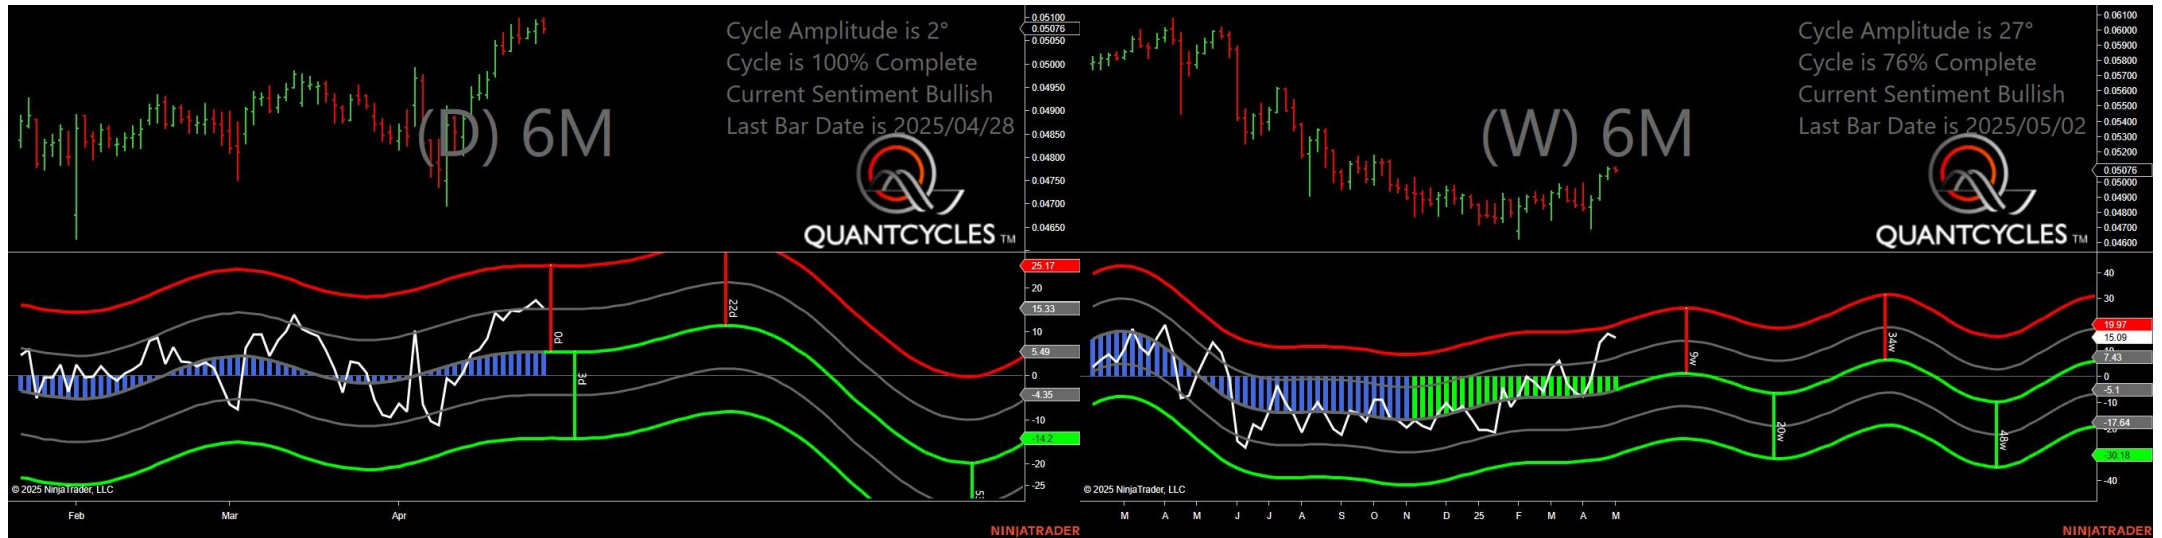 Cycle Amplitude is 2°
Cycle is 100% Complete
Current Sentiment Bullish
Last Bar Date is 2025/04/28
(D) 6M
QUANTCYCLES TM
0.05100
0.05076
0.05050
0.05000
0.04950
0.04900
0.04850
0.04800
0.04750
0.04700
0.04650
25.17
20
15.33
10
5.49
0
-4.35
-10
-14.2
-20
-25
0d
3d
22d
© 2025 NinjaTrader, LLC
Feb Mar Apr
NINJATRADER
Cycle Amplitude is 27°
Cycle is 76% Complete
Current Sentiment Bullish
Last Bar Date is 2025/05/02
(W) 6M
QUANTCYCLES TM
0.06100
0.06000
0.05900
0.05800
0.05700
0.05600
0.05500
0.05400
0.05300
0.05200
0.05076
0.05000
0.04900
0.04800
0.04700
0.04600
40
30
19.97
15.09
10
7.43
0
-5.1
-10
-17.64
-20
-30.18
-40
9w
20w
34w
48w
© 2025 NinjaTrader, LLC
M A M J J A S O N D 25 F M A M
NINJATRADER